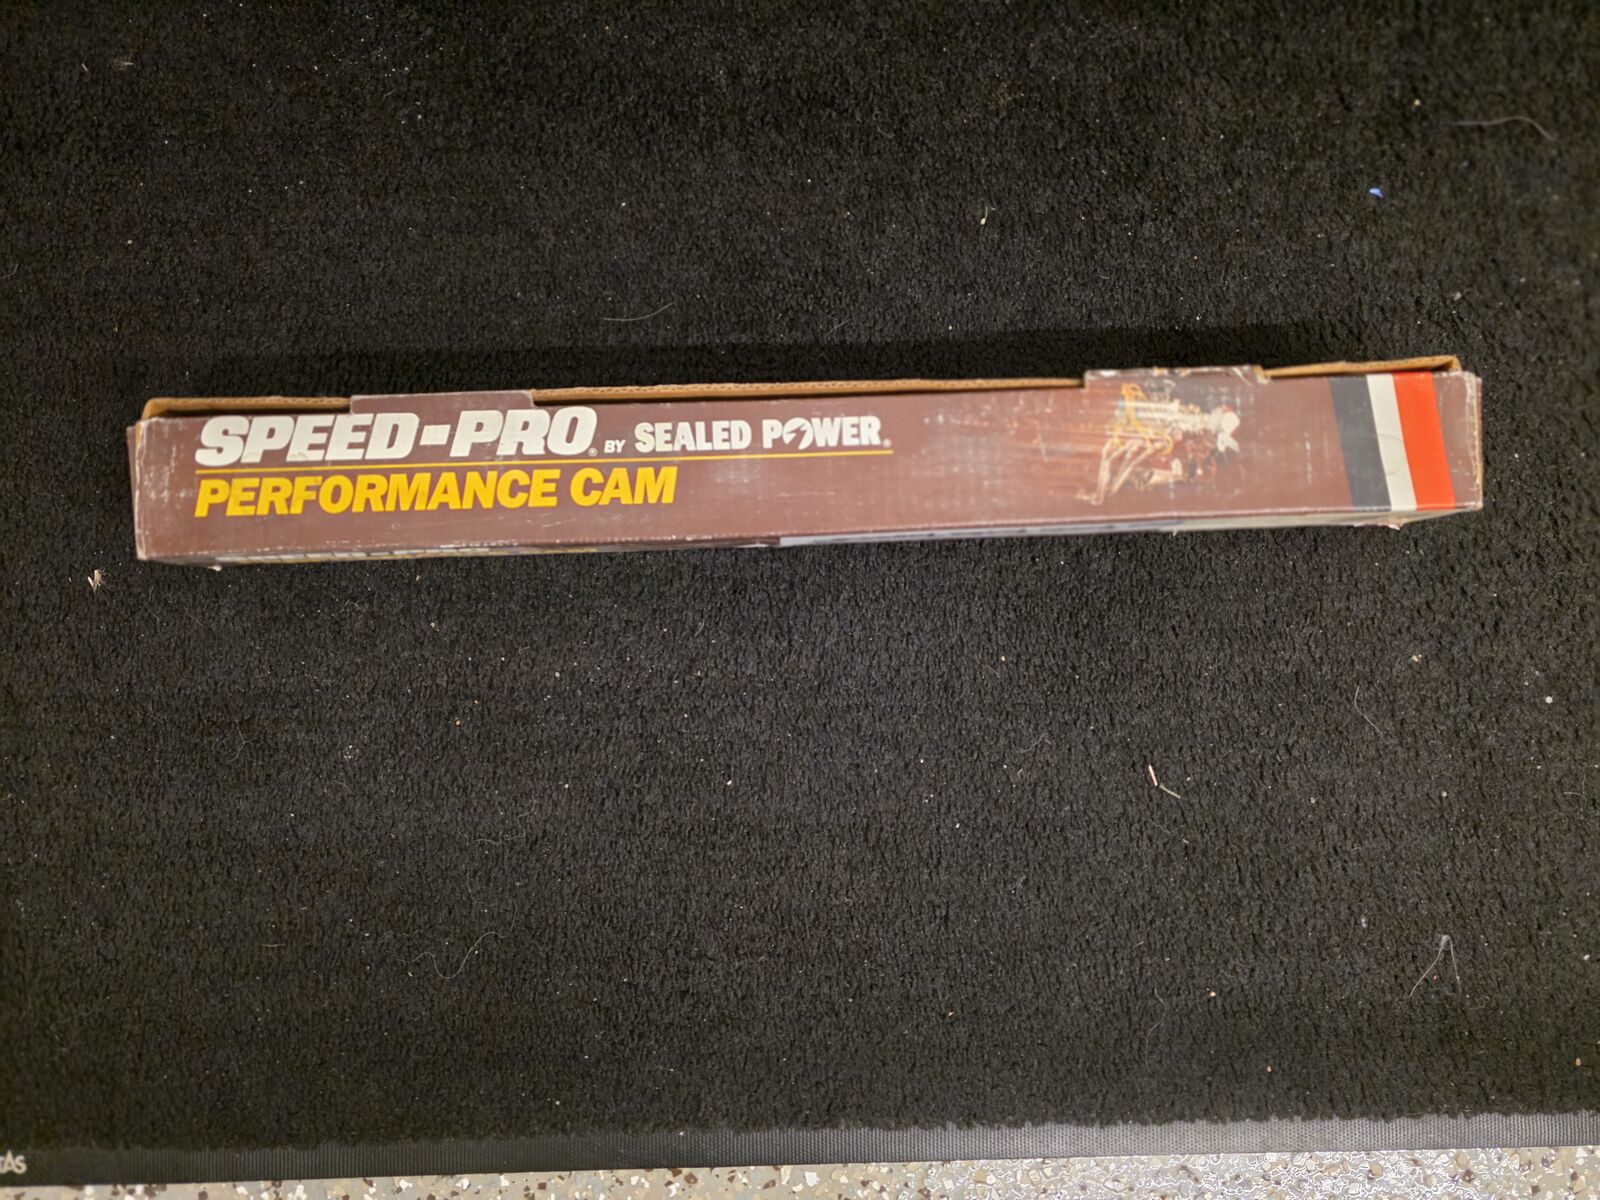 SPEED-PRO® BY SEALED POWER®
PERFORMANCE CAM